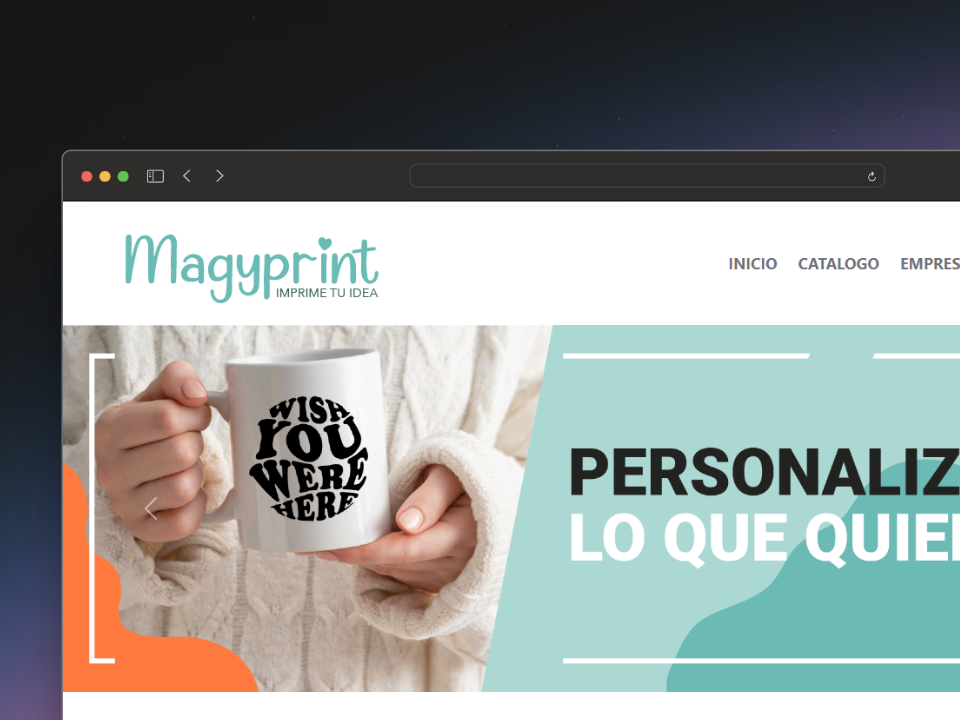 Magyprint
IMPRIME TU IDEA
INICIO CATALOGO EMPRES
WISH
YOU
WERE
HERE
PERSONALIZ
LO QUE QUIE